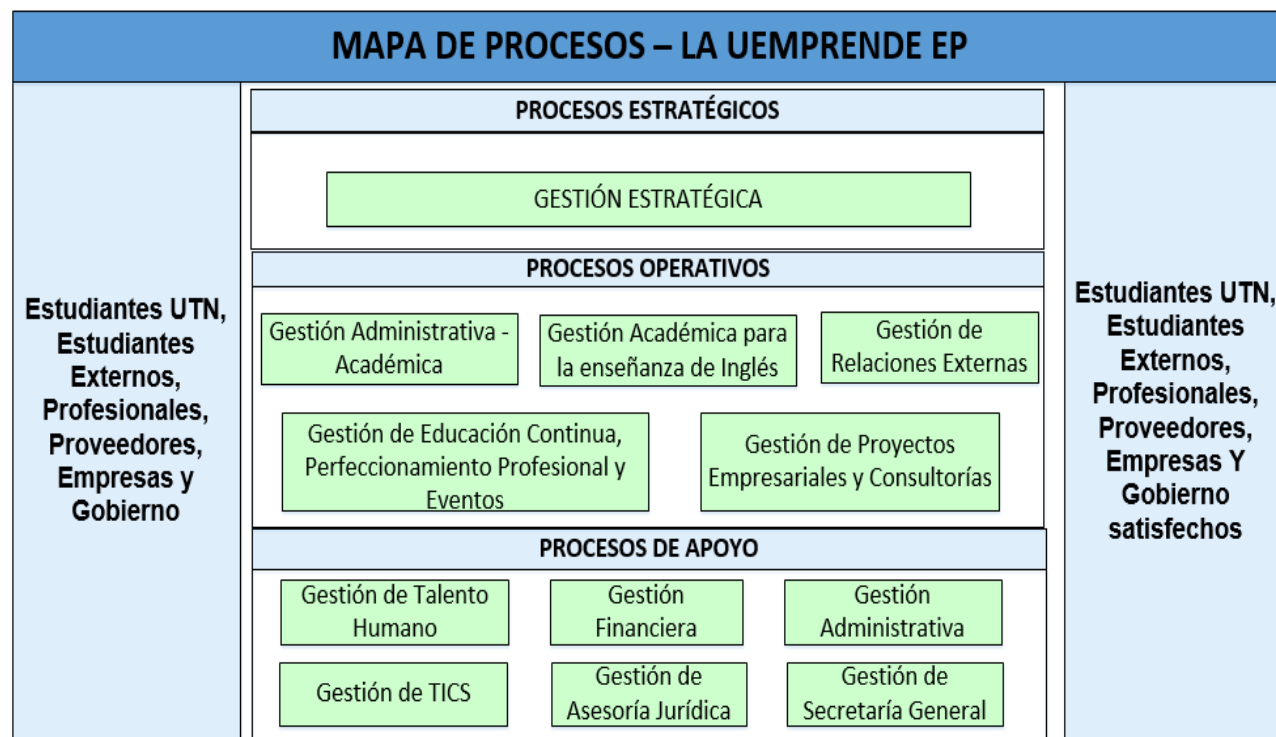 MAPA DE PROCESOS – LA UEMPRENDE EP
Estudiantes UTN,
Estudiantes
Externos,
Profesionales,
Proveedores,
Empresas y
Gobierno
PROCESOS ESTRATÉGICOS
GESTIÓN ESTRATÉGICA
PROCESOS OPERATIVOS
Gestión Administrativa -
Académica
Gestión Académica para
la enseñanza de Inglés
Gestión de
Relaciones Externas
Gestión de Educación Continua,
Perfeccionamiento Profesional y
Eventos
Gestión de Proyectos
Empresariales y Consultorías
PROCESOS DE APOYO
Gestión de Talento
Humano
Gestión
Financiera
Gestión
Administrativa
Gestión de TICS
Gestión de
Asesoría Jurídica
Gestión de
Secretaría General
Estudiantes UTN,
Estudiantes
Externos,
Profesionales,
Proveedores,
Empresas Y
Gobierno
satisfechos